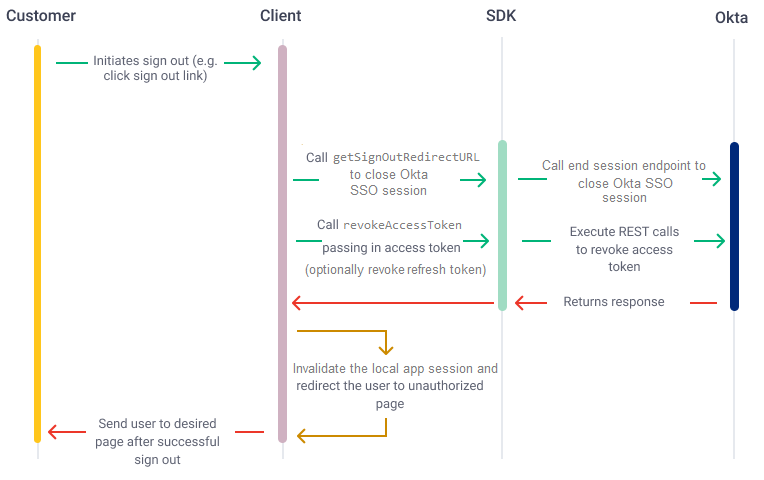 Customer
Client
SDK
Okta
Initiates sign out (e.g.
click sign out link)
Call getSignOutRedirectURL
to close Okta
SSO session
Call end session endpoint to
close Okta SSO
session
Call revokeAccessToken
passing in access token
(optionally revoke refresh token)
Execute REST calls
to revoke access
token
Returns response
Invalidate the local app session and
redirect the user to unauthorized
page
Send user to desired
page after successful
sign out